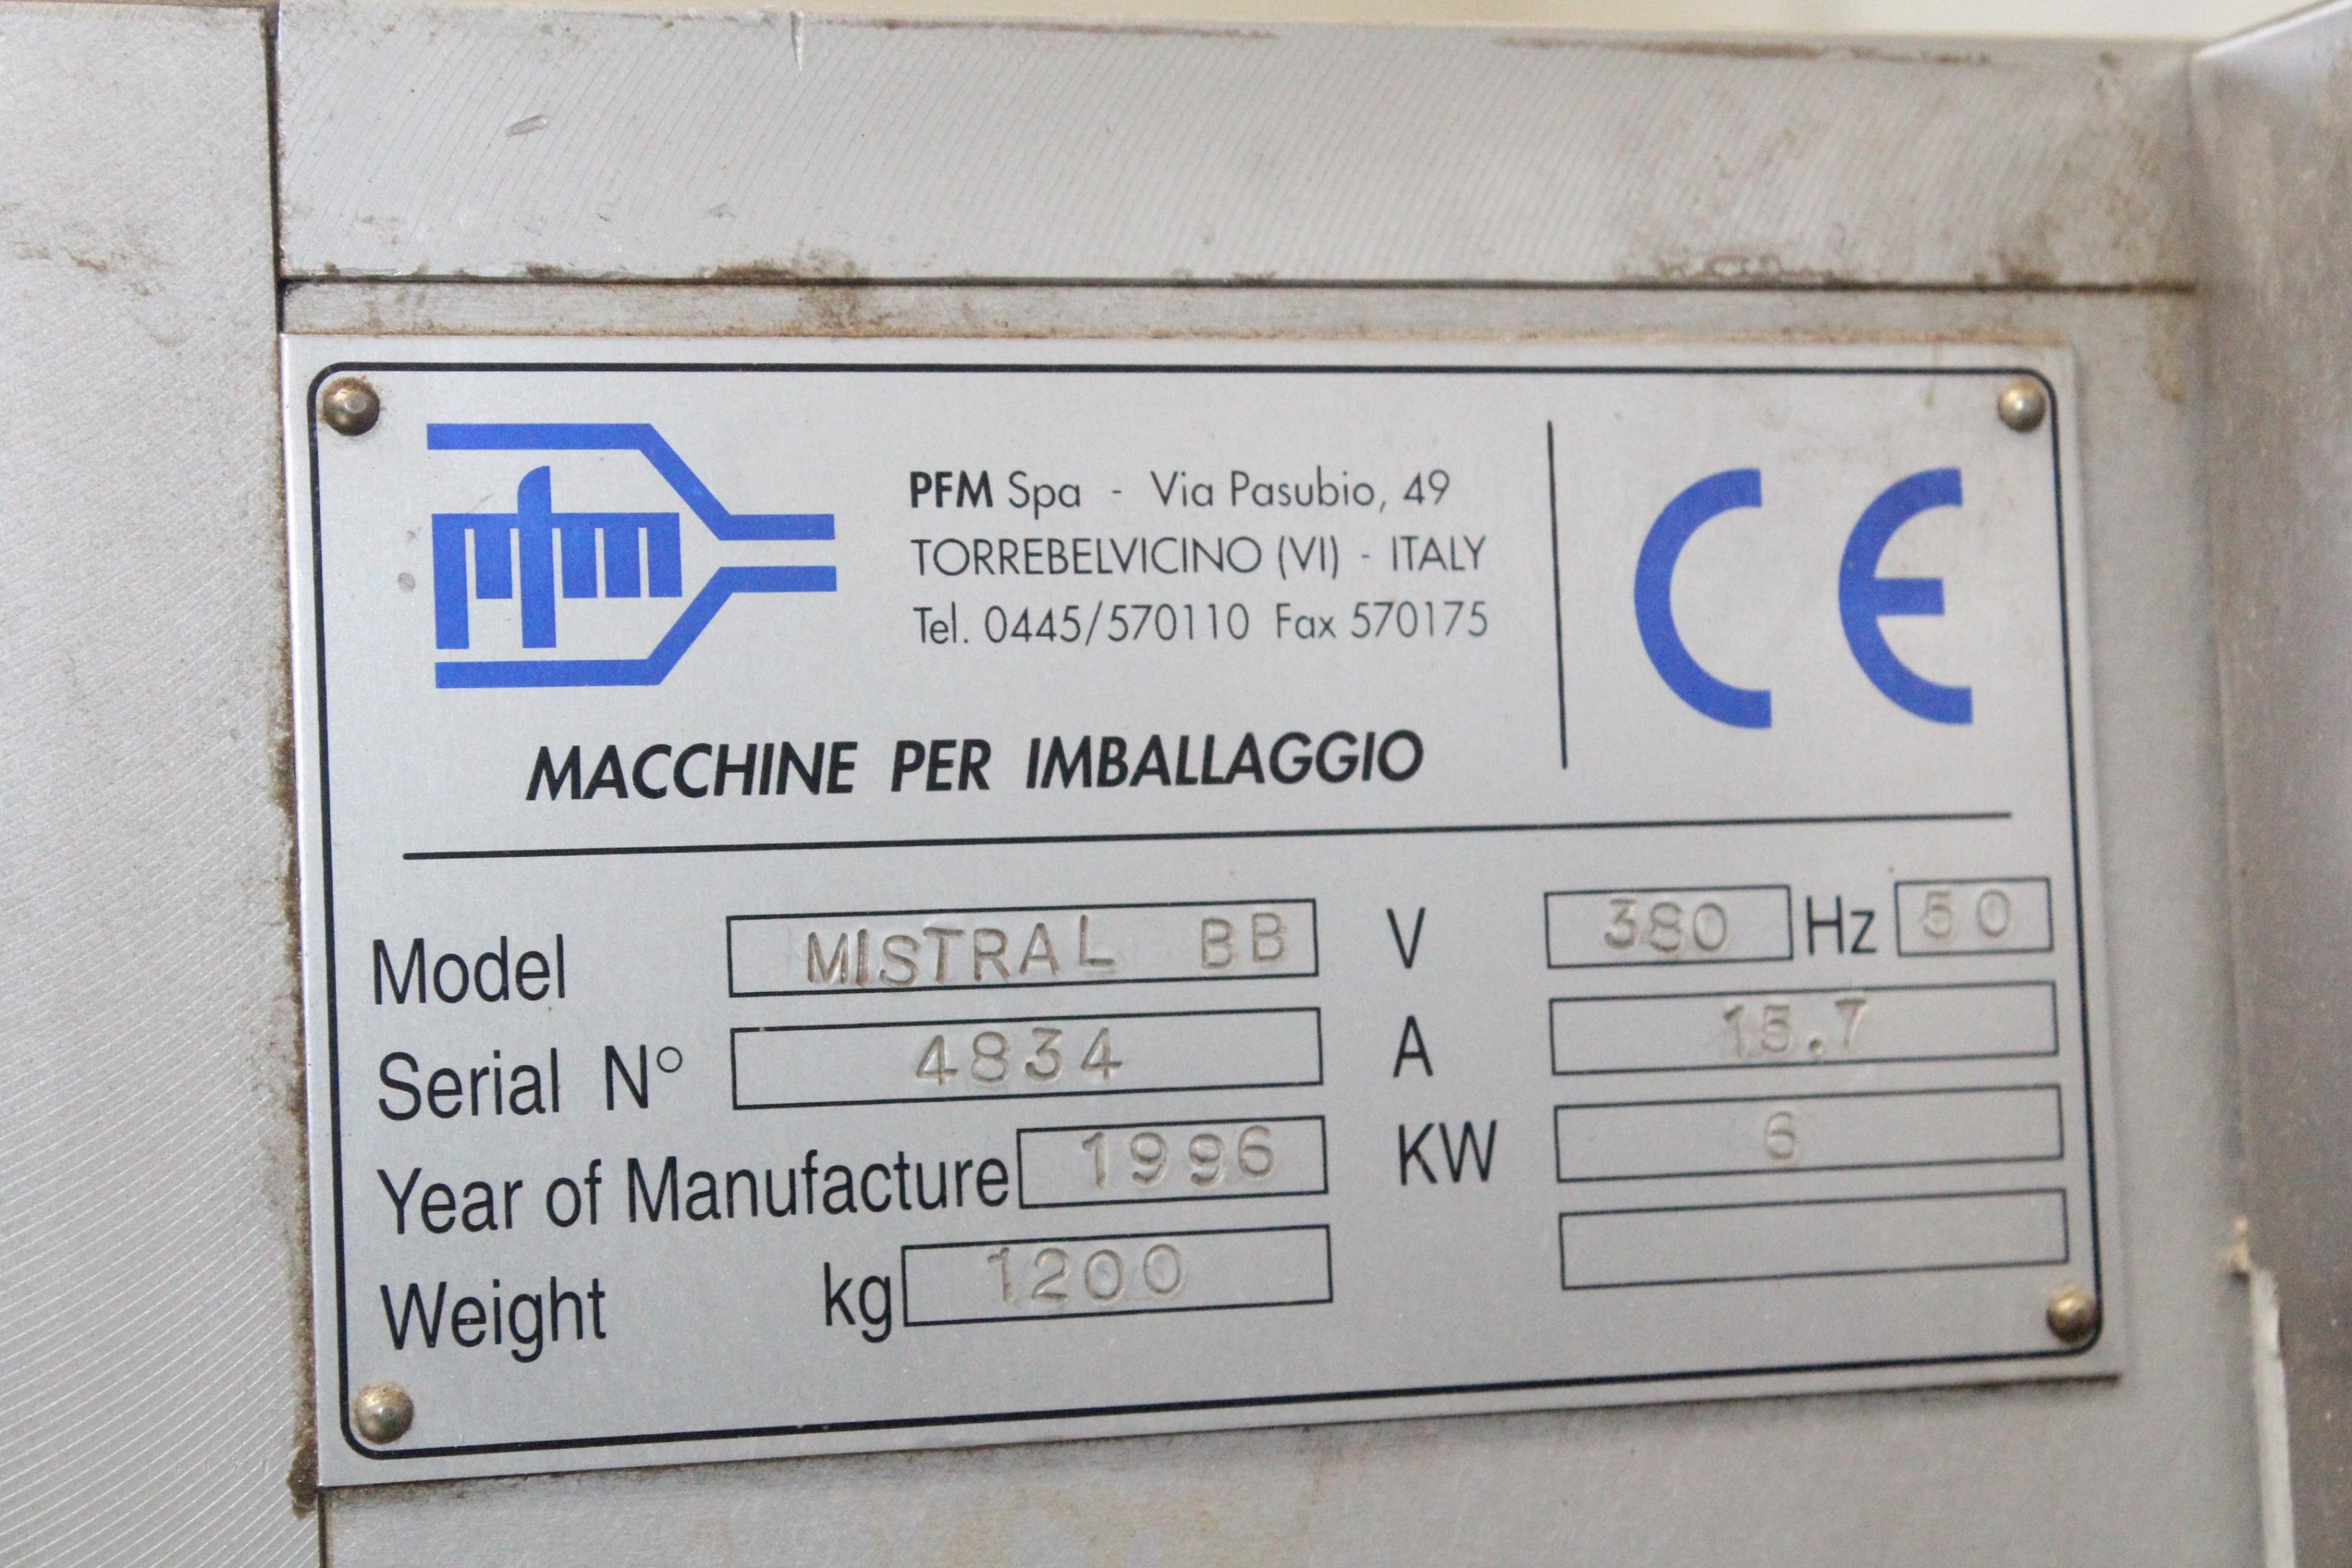 pfm
PFM Spa - Via Pasubio, 49
TORREBELVICINO (VI) - ITALY
Tel. 0445/570110 Fax 570175
CE
MACCHINE PER IMBALLAGGIO
Model MISTRAL BB V 380 Hz 50
Serial N° 4834 A 15.7
Year of Manufacture 1996 KW 6
Weight kg 1200